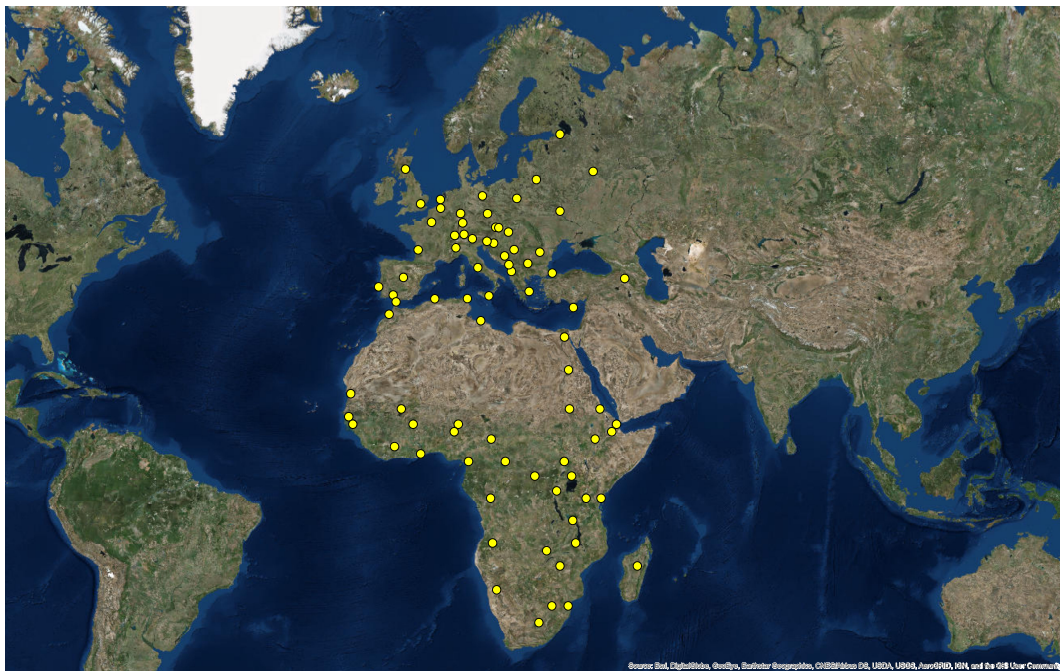 Source: Esri, DigitalGlobe, GeoEye, Earthstar Geographics, CNES/Airbus DS, USDA, USGS, AeroGRID, IGN, and the GIS User Community